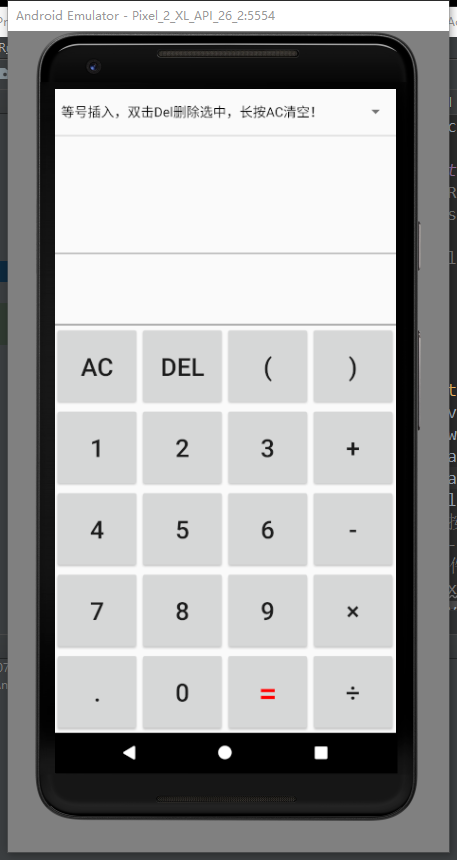 Android Emulator - Pixel_2_XL_API_26_2:5554
等号插入，双击Del删除选中，长按AC清空！
AC DEL ( )
1 2 3 +
4 5 6 -
7 8 9 ×
. 0 = ÷